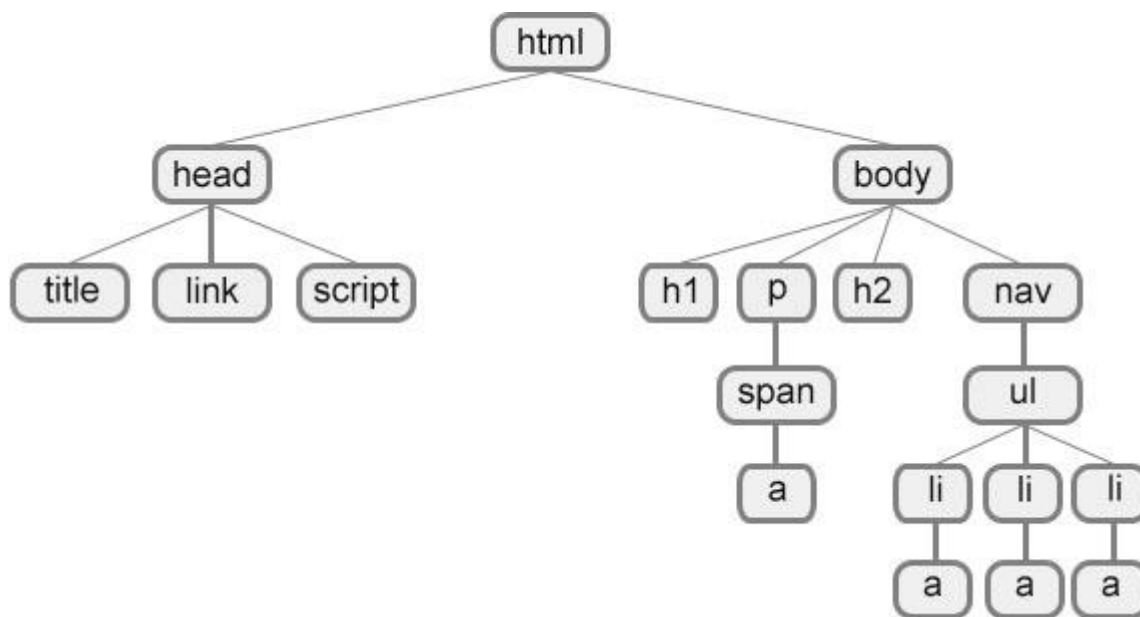 html
head
body
title
link
script
h1
p
h2
nav
span
ul
a
li
li
li
a
a
a